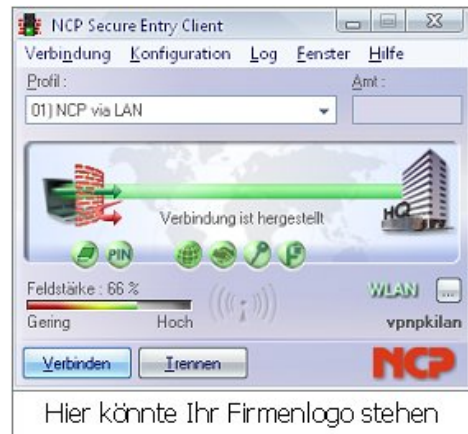 NCP Secure Entry Client
Verbindung Konfiguration Log Fenster Hilfe
Profil : Amt :
01) NCP via LAN
HQ
Verbindung ist hergestellt
PIN
Feldstärke : 66 % WLAN ...
Gering Hoch vpnpkilan
Verbinden Trennen NCP
Hier könnte Ihr Firmenlogo stehen